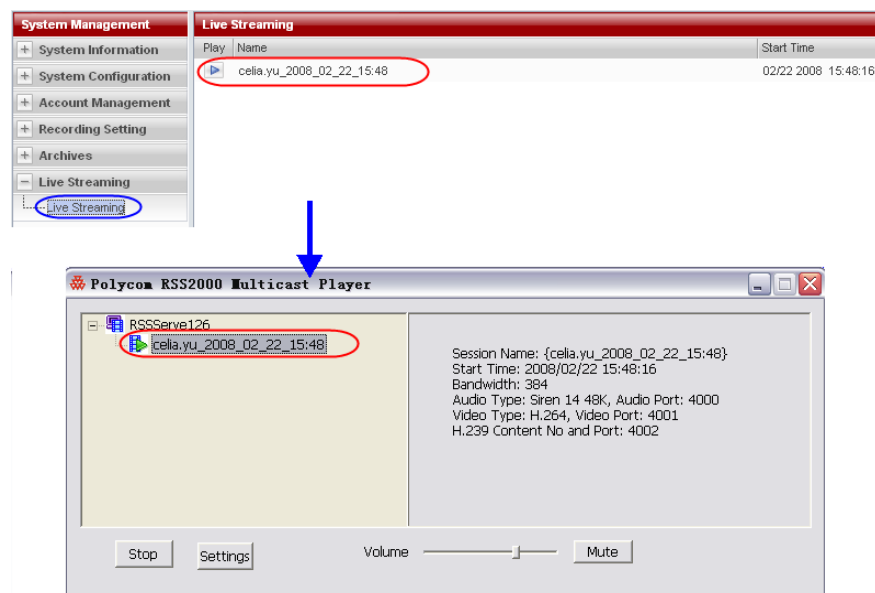 System Management
Live Streaming
+ System Information
Play Name Start Time
+ System Configuration
celia.yu_2008_02_22_15:48 02/22 2008 15:48:16
+ Account Management
+ Recording Setting
+ Archives
− Live Streaming
Live Streaming
Polycom RSS2000 Multicast Player
RSSServe126
celia.yu_2008_02_22_15:48
Session Name: {celia.yu_2008_02_22_15:48}
Start Time: 2008/02/22 15:48:16
Bandwidth: 384
Audio Type: Siren 14 48K, Audio Port: 4000
Video Type: H.264, Video Port: 4001
H.239 Content No and Port: 4002
Stop Settings Volume Mute